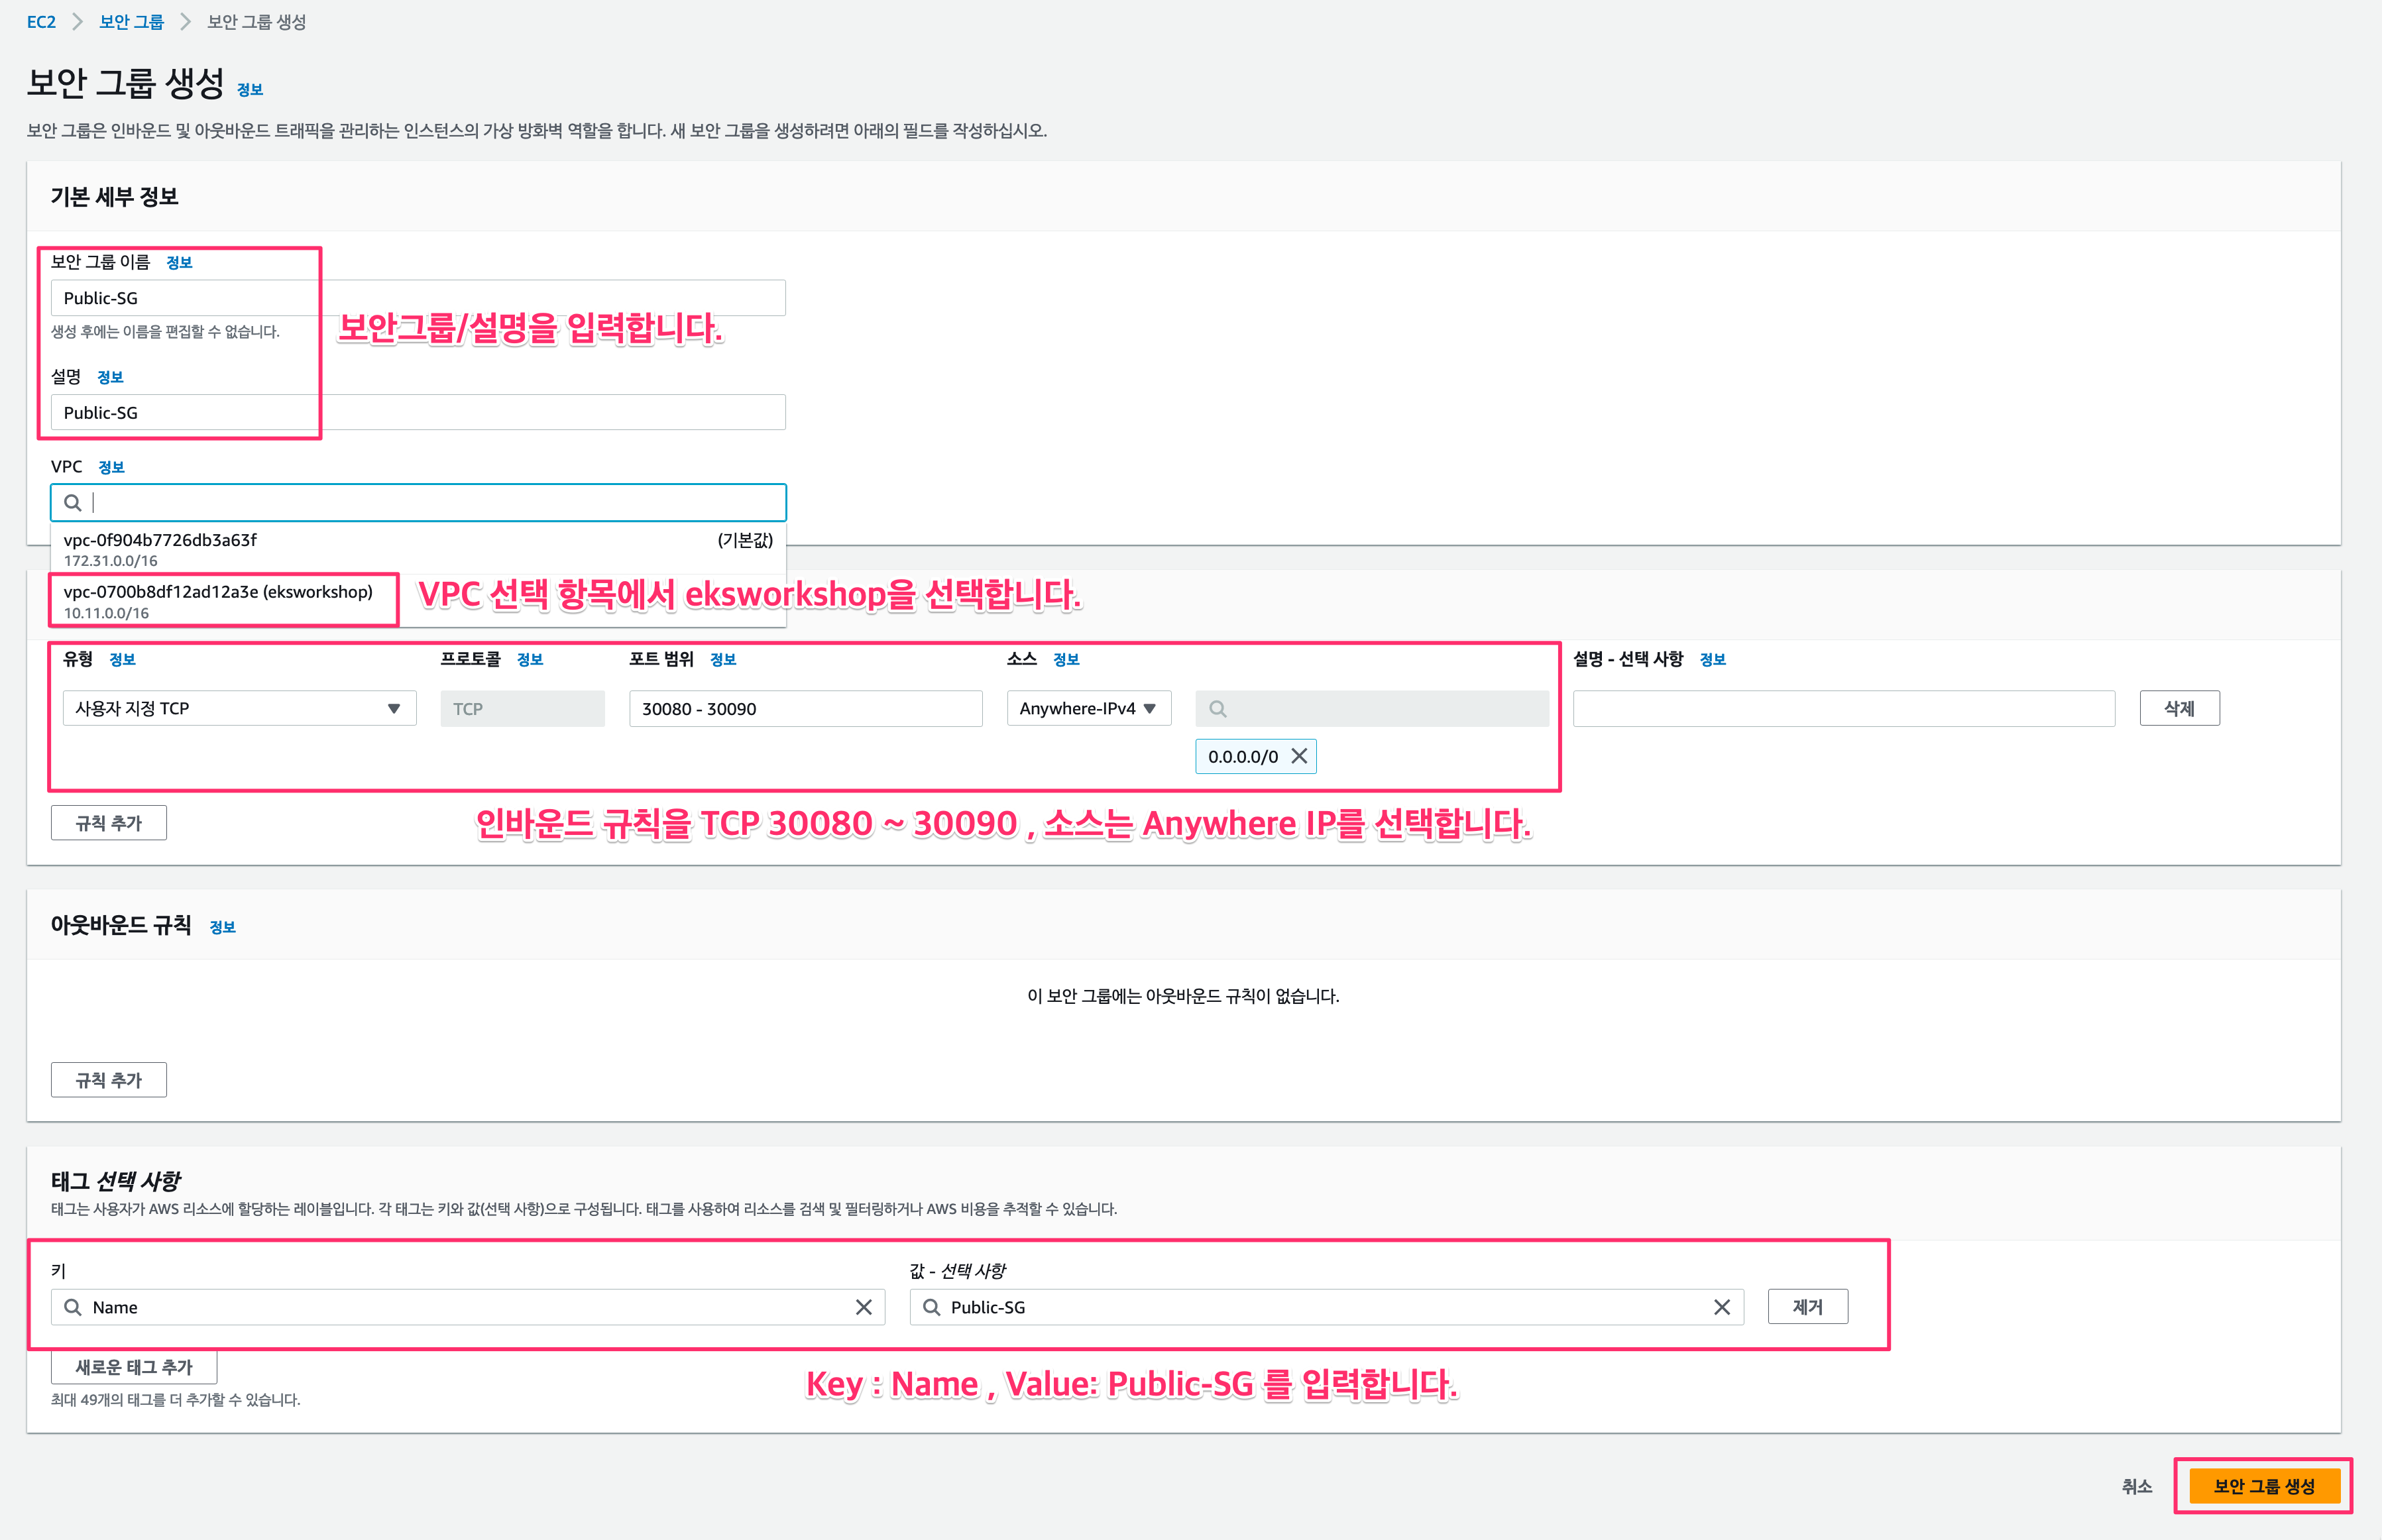 EC2 > 보안 그룹 > 보안 그룹 생성
보안 그룹 생성 정보
보안 그룹은 인바운드 및 아웃바운드 트래픽을 관리하는 인스턴스의 가상 방화벽 역할을 합니다. 새 보안 그룹을 생성하려면 아래의 필드를 작성하십시오.
기본 세부 정보
보안 그룹 이름 정보
Public-SG
생성 후에는 이름을 편집할 수 없습니다.
보안그룹/설명을 입력합니다.
설명 정보
Public-SG
VPC 정보
vpc-0f904b7726db3a63f (기본값)
172.31.0.0/16
vpc-0700b8df12ad12a3e (eksworkshop)
10.11.0.0/16
VPC 선택 항목에서 eksworkshop을 선택합니다.
유형 정보 프로토콜 정보 포트 범위 정보 소스 정보 설명 - 선택 사항 정보
사용자 지정 TCP TCP 30080 - 30090 Anywhere-IPv4 삭제
0.0.0.0/0
규칙 추가
인바운드 규칙을 TCP 30080 ~ 30090 , 소스는 Anywhere IP를 선택합니다.
아웃바운드 규칙 정보
이 보안 그룹에는 아웃바운드 규칙이 없습니다.
규칙 추가
태그 선택 사항
태그는 사용자가 AWS 리소스에 할당하는 레이블입니다. 각 태그는 키와 값(선택 사항)으로 구성됩니다. 태그를 사용하여 리소스를 검색 및 필터링하거나 AWS 비용을 추적할 수 있습니다.
키 값 - 선택 사항
Name Public-SG 제거
새로운 태그 추가
최대 49개의 태그를 더 추가할 수 있습니다.
Key : Name , Value: Public-SG 를 입력합니다.
취소 보안 그룹 생성